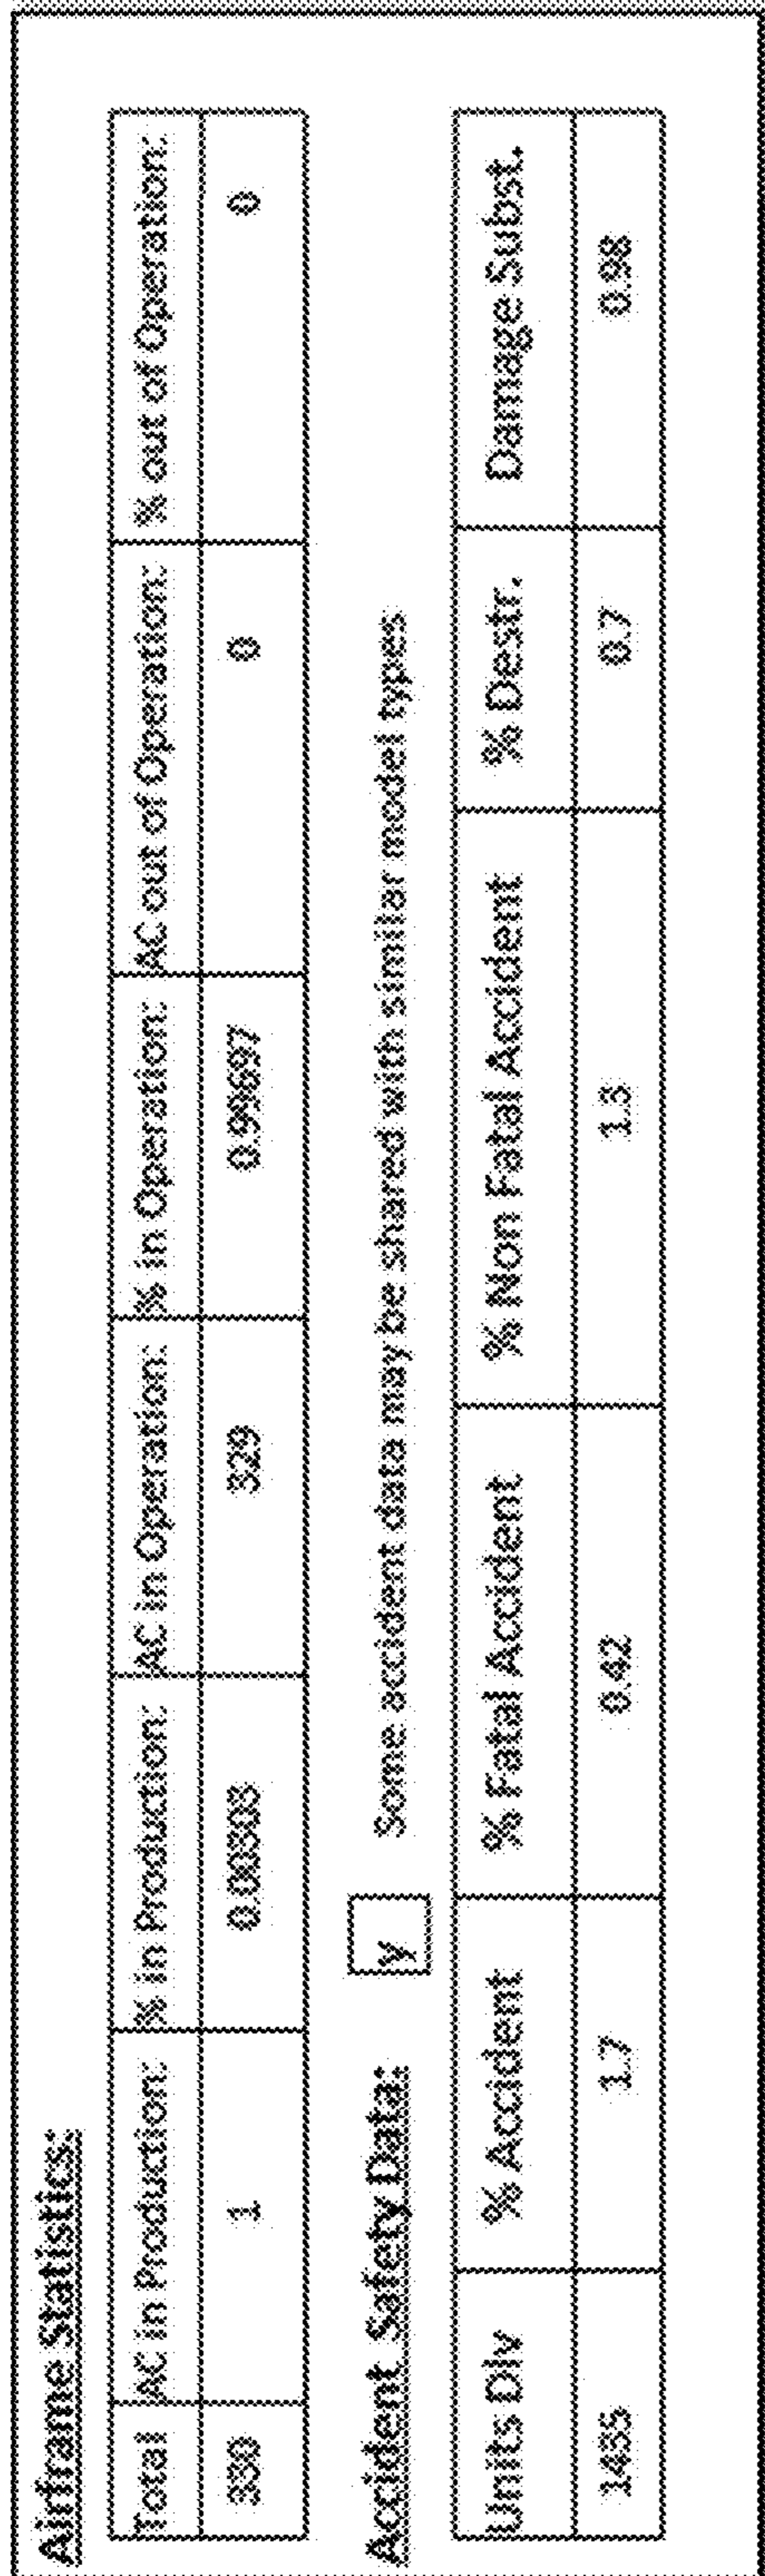 Airframe Statistics:
Total AC in Production: % in Production: AC in Operation: % in Operation: AC out of Operation: % out of Operation:
330 1 0.00303 329 0.99697 0 0
Accident Safety Data: y Some accident data may be shared with similar model types
Units Dlv % Accident % Fatal Accident % Non Fatal Accident % Destr. Damage Subst.
1435 1.7 0.42 1.3 0.7 0.98